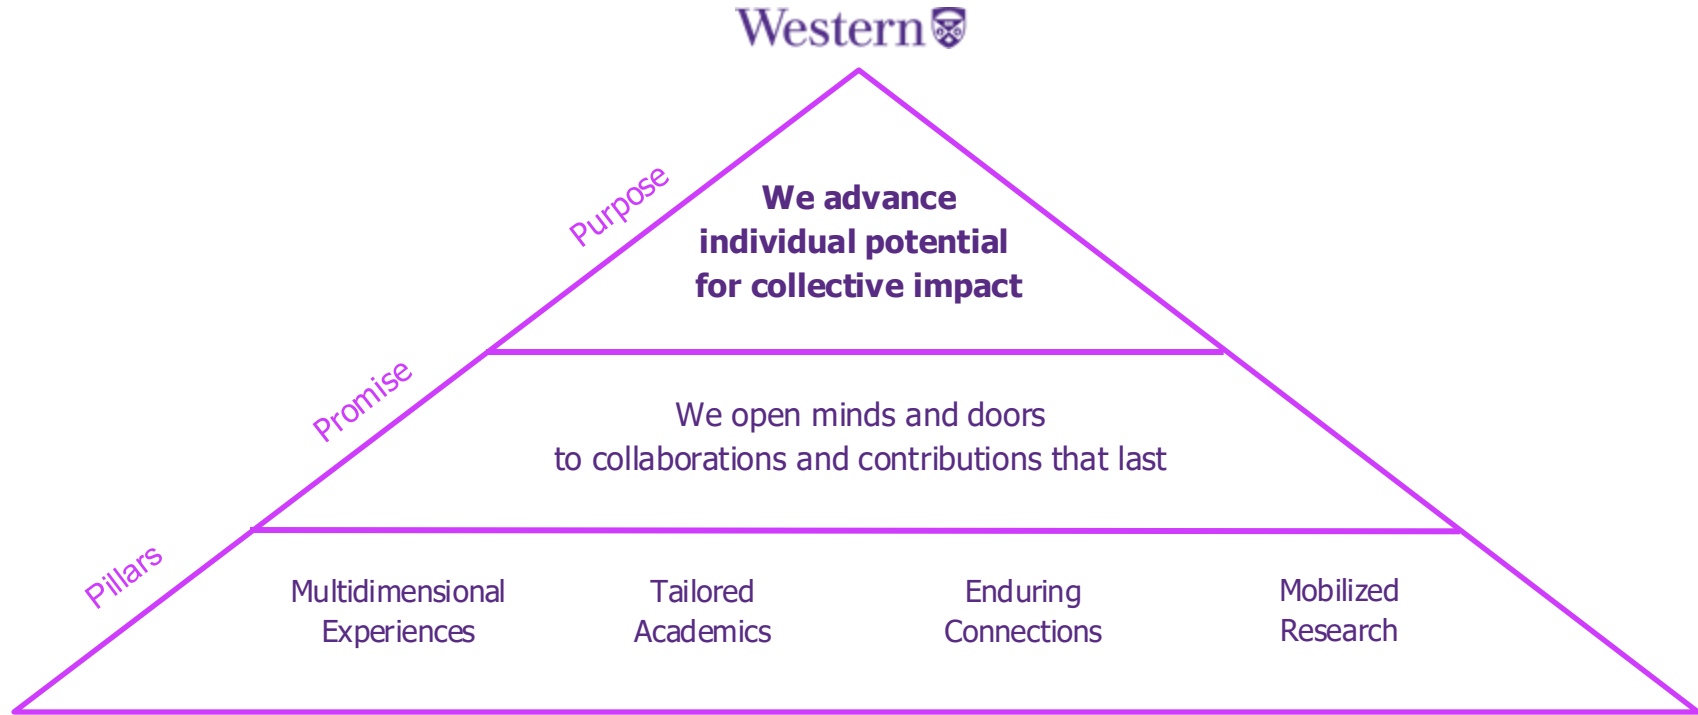 Western
Purpose
We advance
individual potential
for collective impact
Promise
We open minds and doors
to collaborations and contributions that last
Pillars
Multidimensional
Experiences
Tailored
Academics
Enduring
Connections
Mobilized
Research